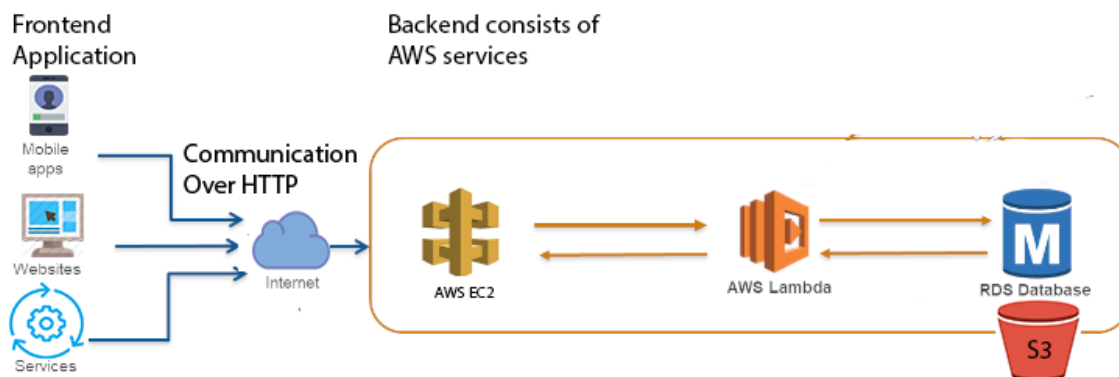 Frontend
Application
Backend consists of
AWS services
Mobile
apps
Communication
Over HTTP
Websites
Internet
AWS EC2
AWS Lambda
M
RDS Database
Services
S3